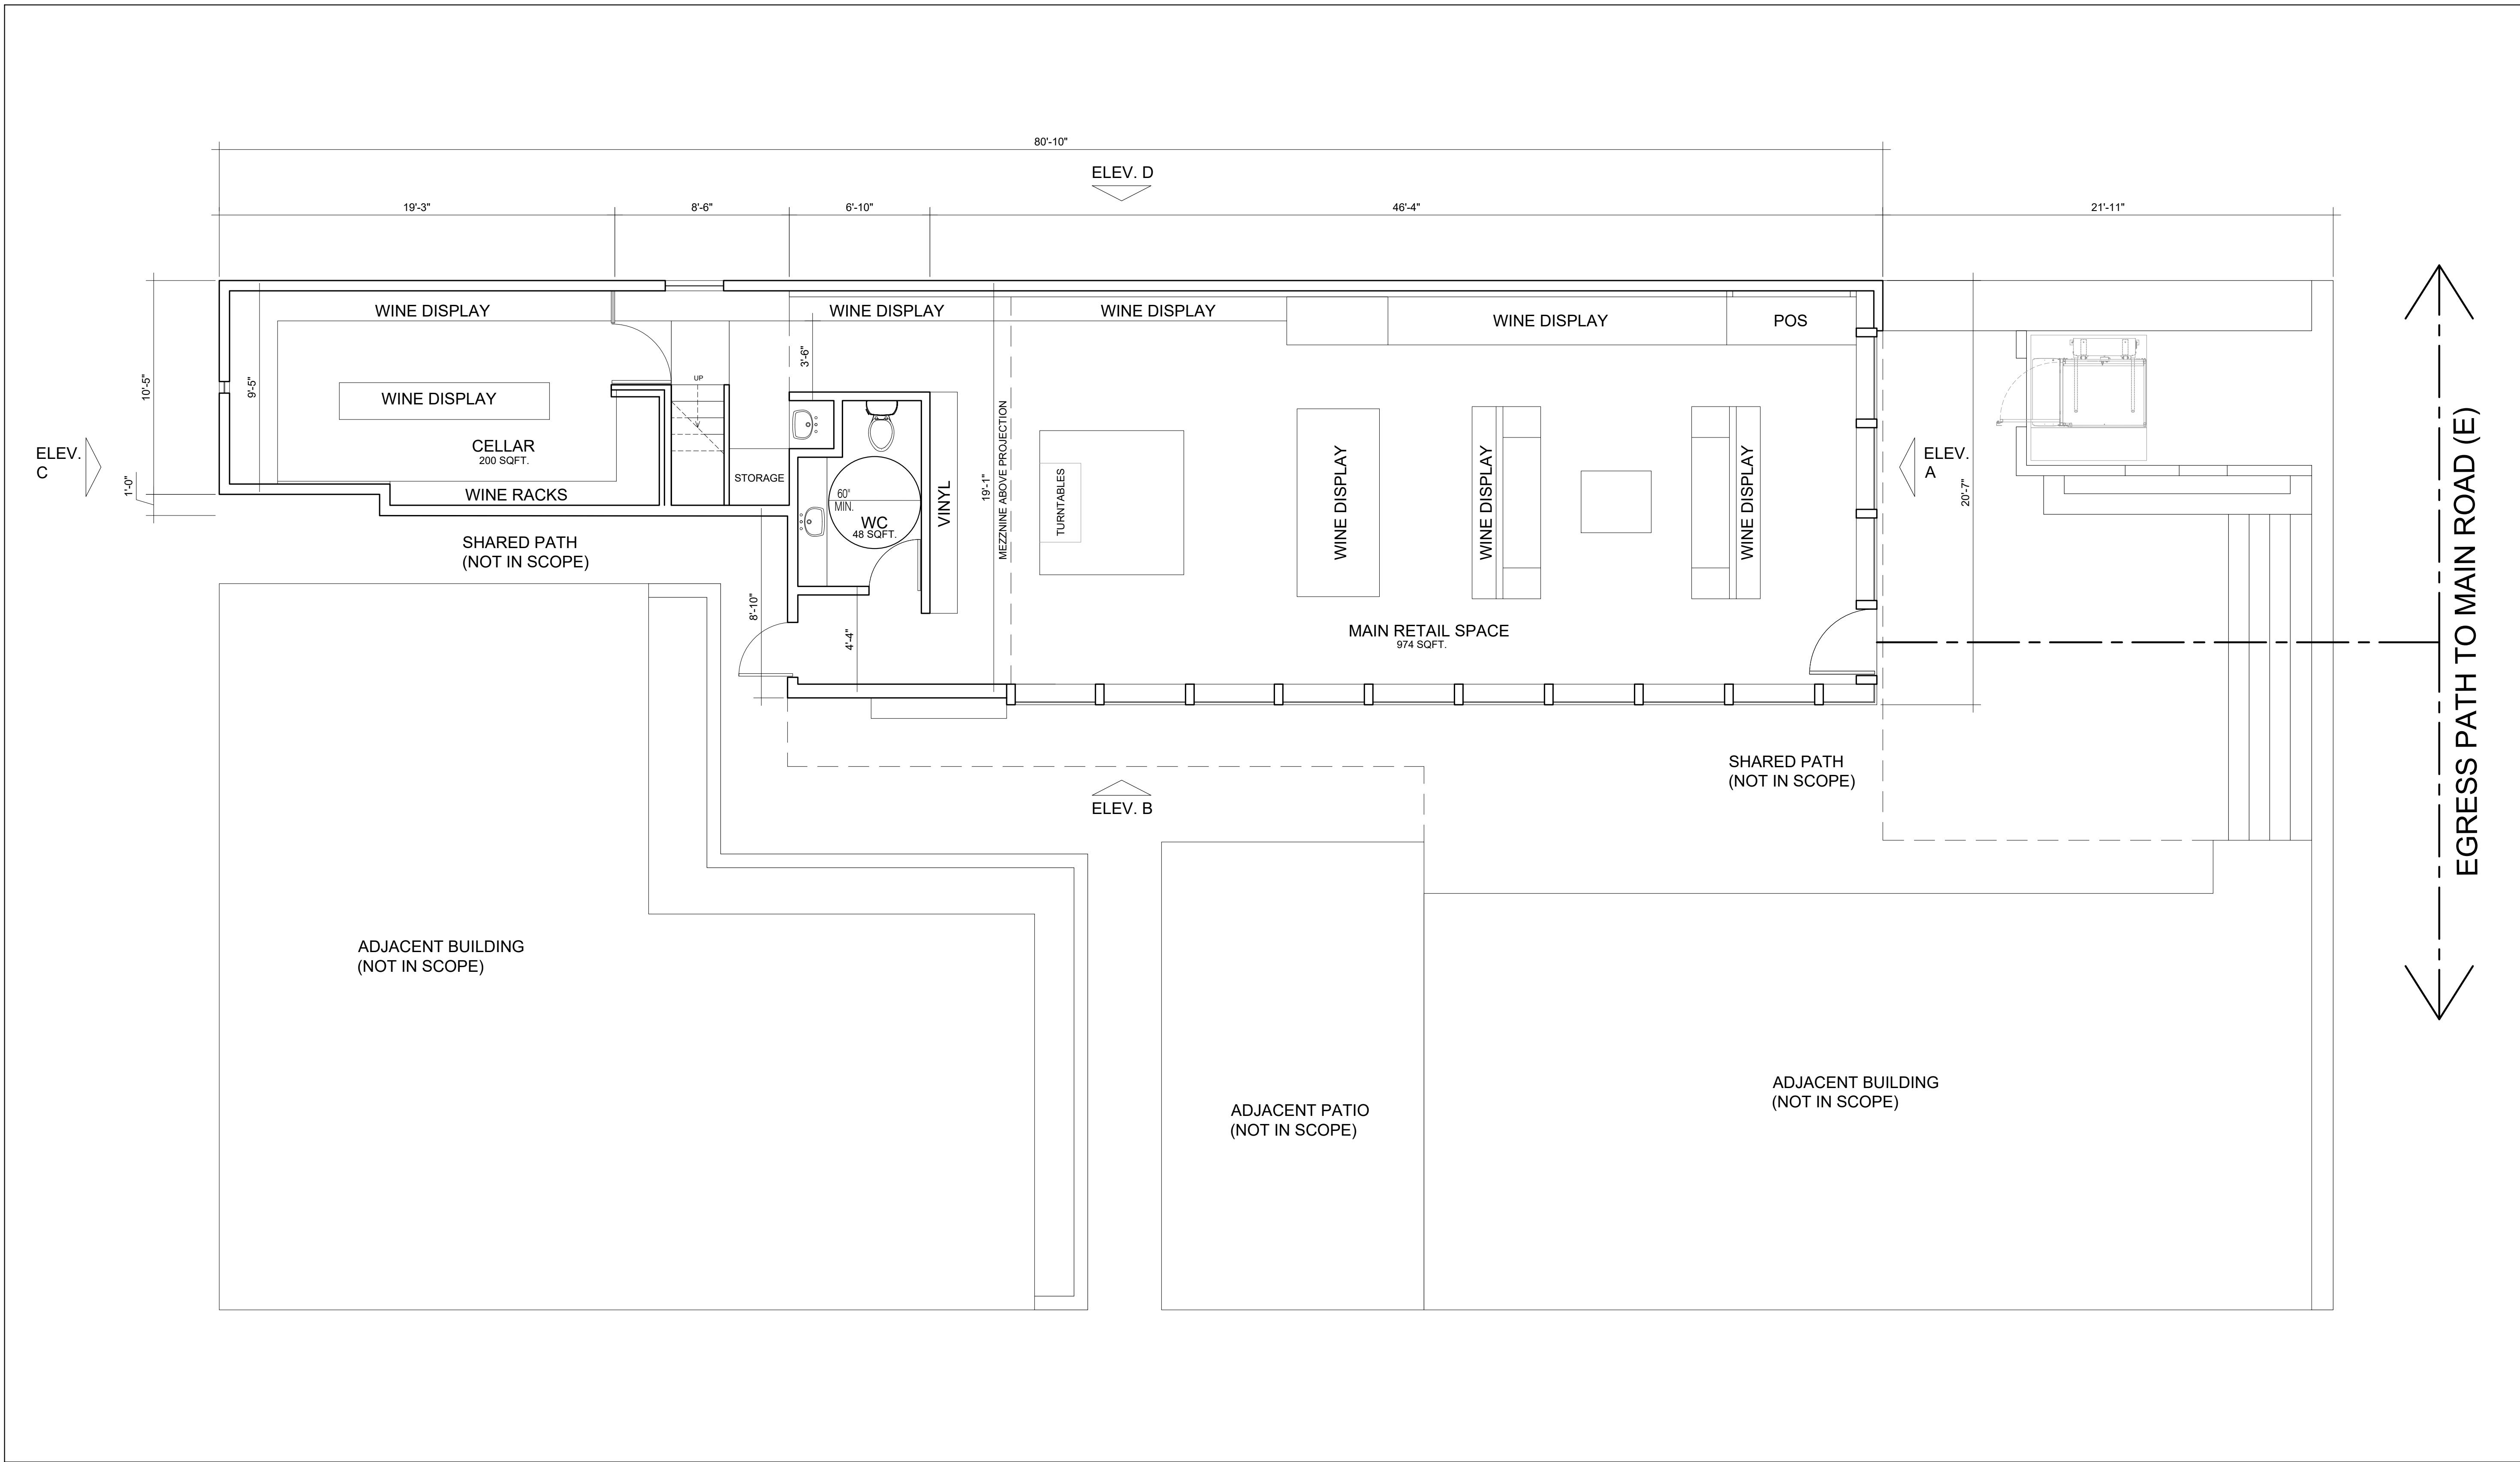 80'-10"
ELEV. D
19'-3"
8'-6"
6'-10"
46'-4"
21'-11"
WINE DISPLAY
WINE DISPLAY
WINE DISPLAY
WINE DISPLAY
POS
10'-5"
9'-5"
3'-6"
UP
WINE DISPLAY
CELLAR
200 SQFT.
WINE RACKS
1'-0"
ELEV.
C
STORAGE
60"
MIN.
WC
48 SQFT.
VINYL
19'-1"
MEZZNINE ABOVE PROJECTION
TURNTABLES
WINE DISPLAY
WINE DISPLAY
WINE DISPLAY
ELEV.
A
20'-7"
EGRESS PATH TO MAIN ROAD (E)
SHARED PATH
(NOT IN SCOPE)
8'-10"
4'-4"
MAIN RETAIL SPACE
974 SQFT.
SHARED PATH
(NOT IN SCOPE)
ELEV. B
ADJACENT BUILDING
(NOT IN SCOPE)
ADJACENT PATIO
(NOT IN SCOPE)
ADJACENT BUILDING
(NOT IN SCOPE)